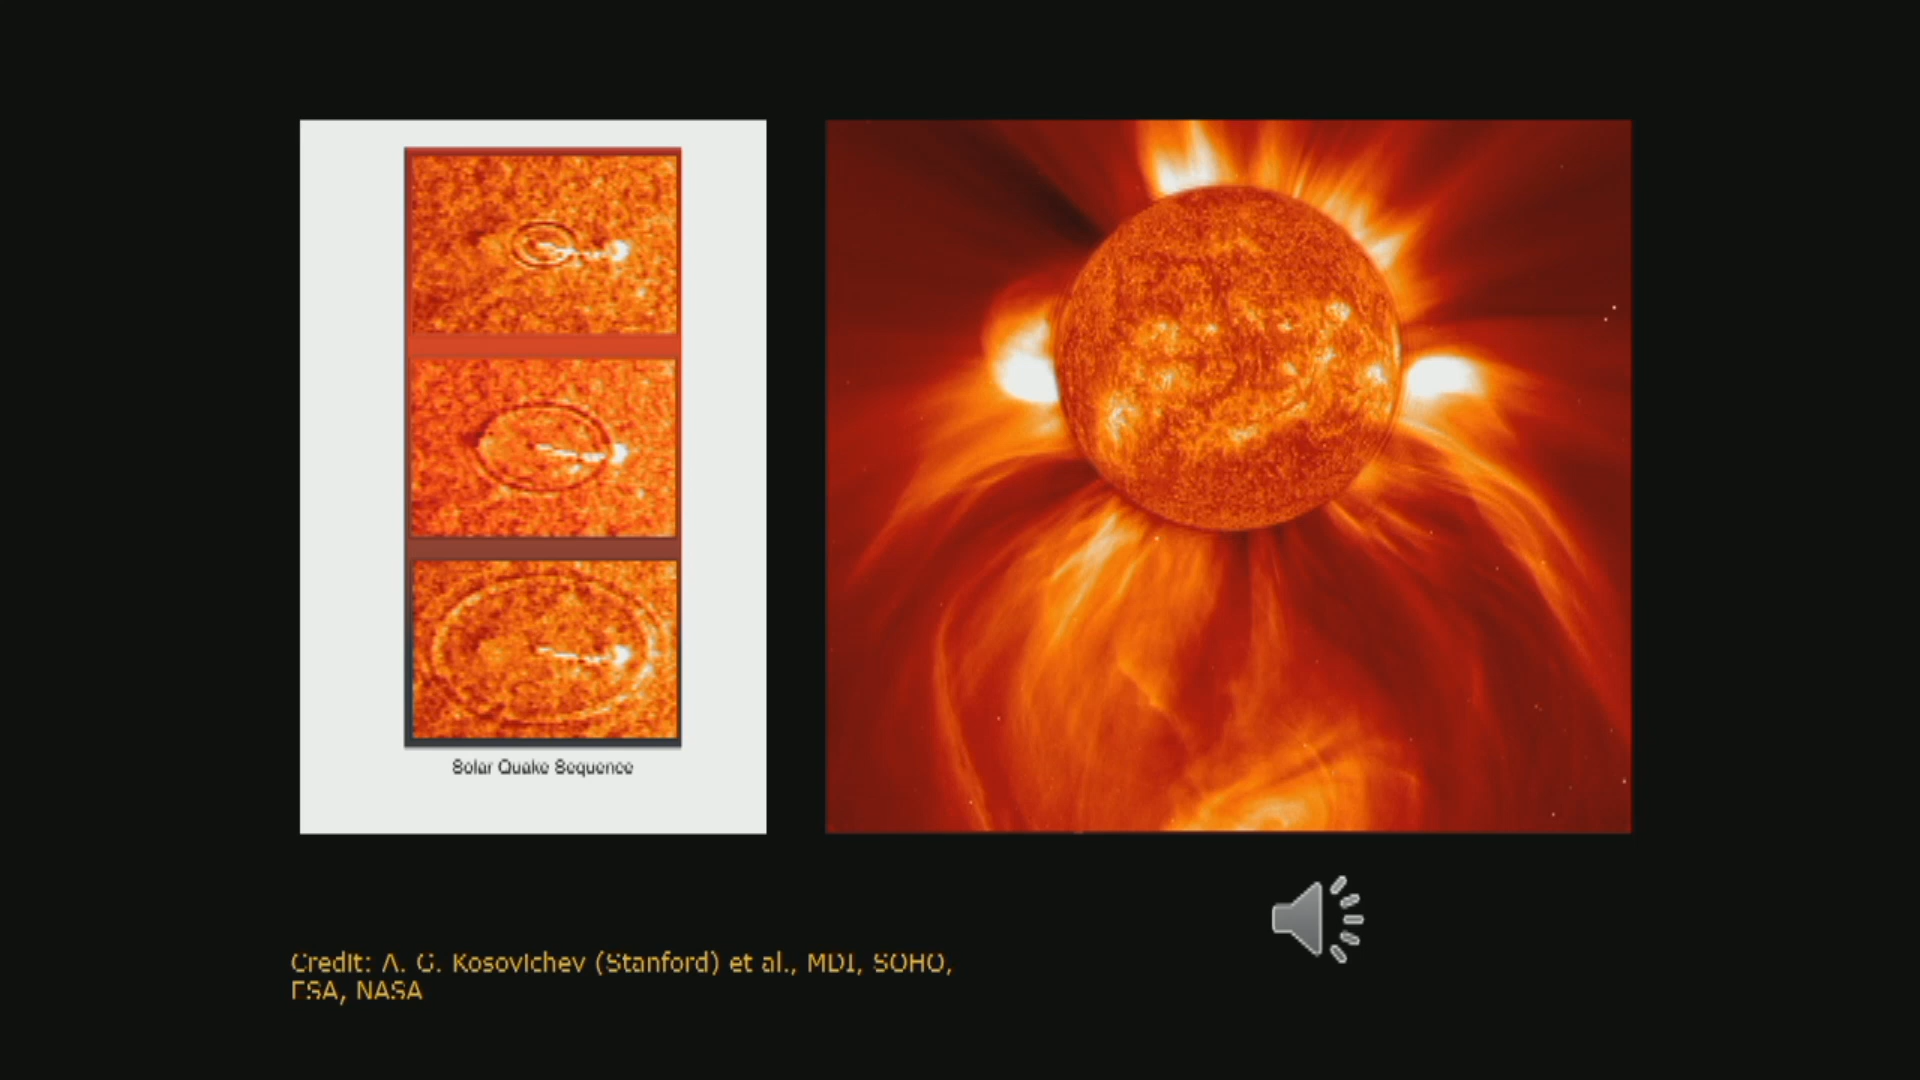 Solar Quake Sequence
Credit: A. G. Kosovichev (Stanford) et al., MDI, SOHO,
ESA, NASA